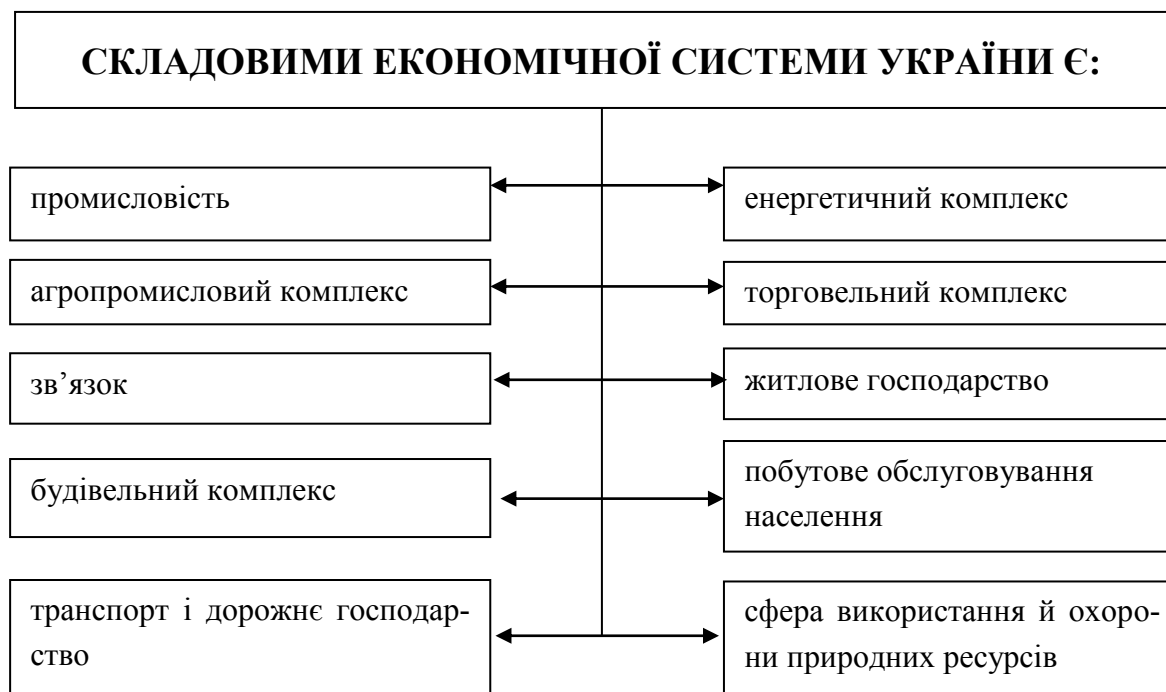 СКЛАДОВИМИ ЕКОНОМІЧНОЇ СИСТЕМИ УКРАЇНИ Є:
промисловість
енергетичний комплекс
агропромисловий комплекс
торговельний комплекс
зв’язок
житлове господарство
будівельний комплекс
побутове обслуговування
населення
транспорт і дорожнє господар-
ство
сфера використання й охоро-
ни природних ресурсів